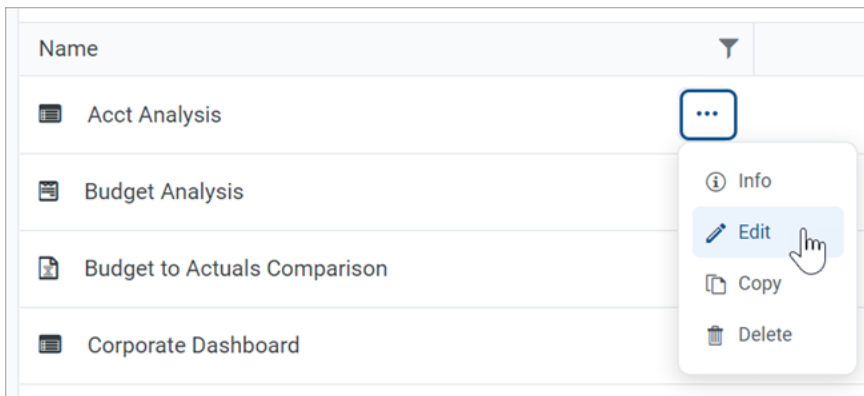 Name
Acct Analysis
...
Info
Budget Analysis
Edit
Budget to Actuals Comparison
Copy
Delete
Corporate Dashboard